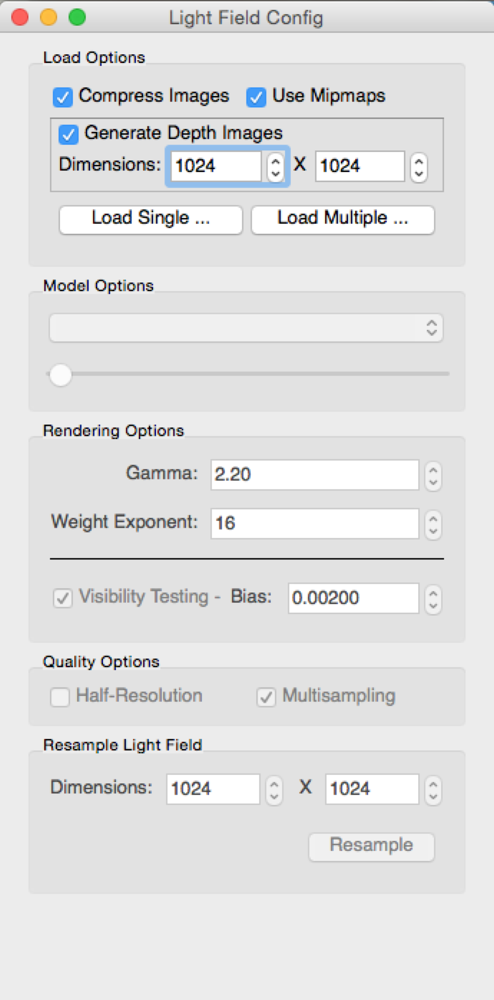 Light Field Config
Load Options
Compress Images Use Mipmaps
Generate Depth Images
Dimensions: 1024 X 1024
Load Single ... Load Multiple ...
Model Options
Rendering Options
Gamma: 2.20
Weight Exponent: 16
Visibility Testing - Bias: 0.00200
Quality Options
Half-Resolution Multisampling
Resample Light Field
Dimensions: 1024 X 1024
Resample